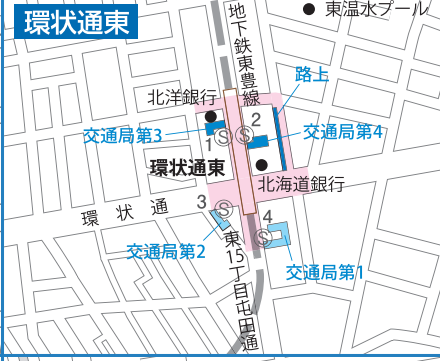 環状通東
東温水プール
地下鉄東豊線
路上
北洋銀行
2
交通局第3
交通局第4
1
S
S
環状通東
北海道銀行
環状通
3
S
4
S
交通局第2
交通局第1
東15丁目屯田通